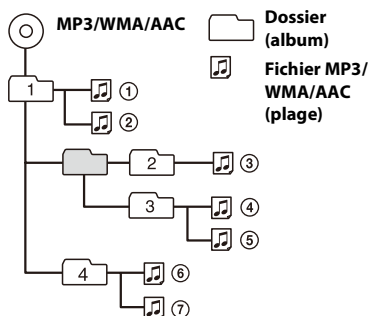 MP3/WMA/AAC
Dossier
(album)
Fichier MP3/
WMA/AAC
(plage)
1
①
②
2
③
3
④
⑤
4
⑥
⑦